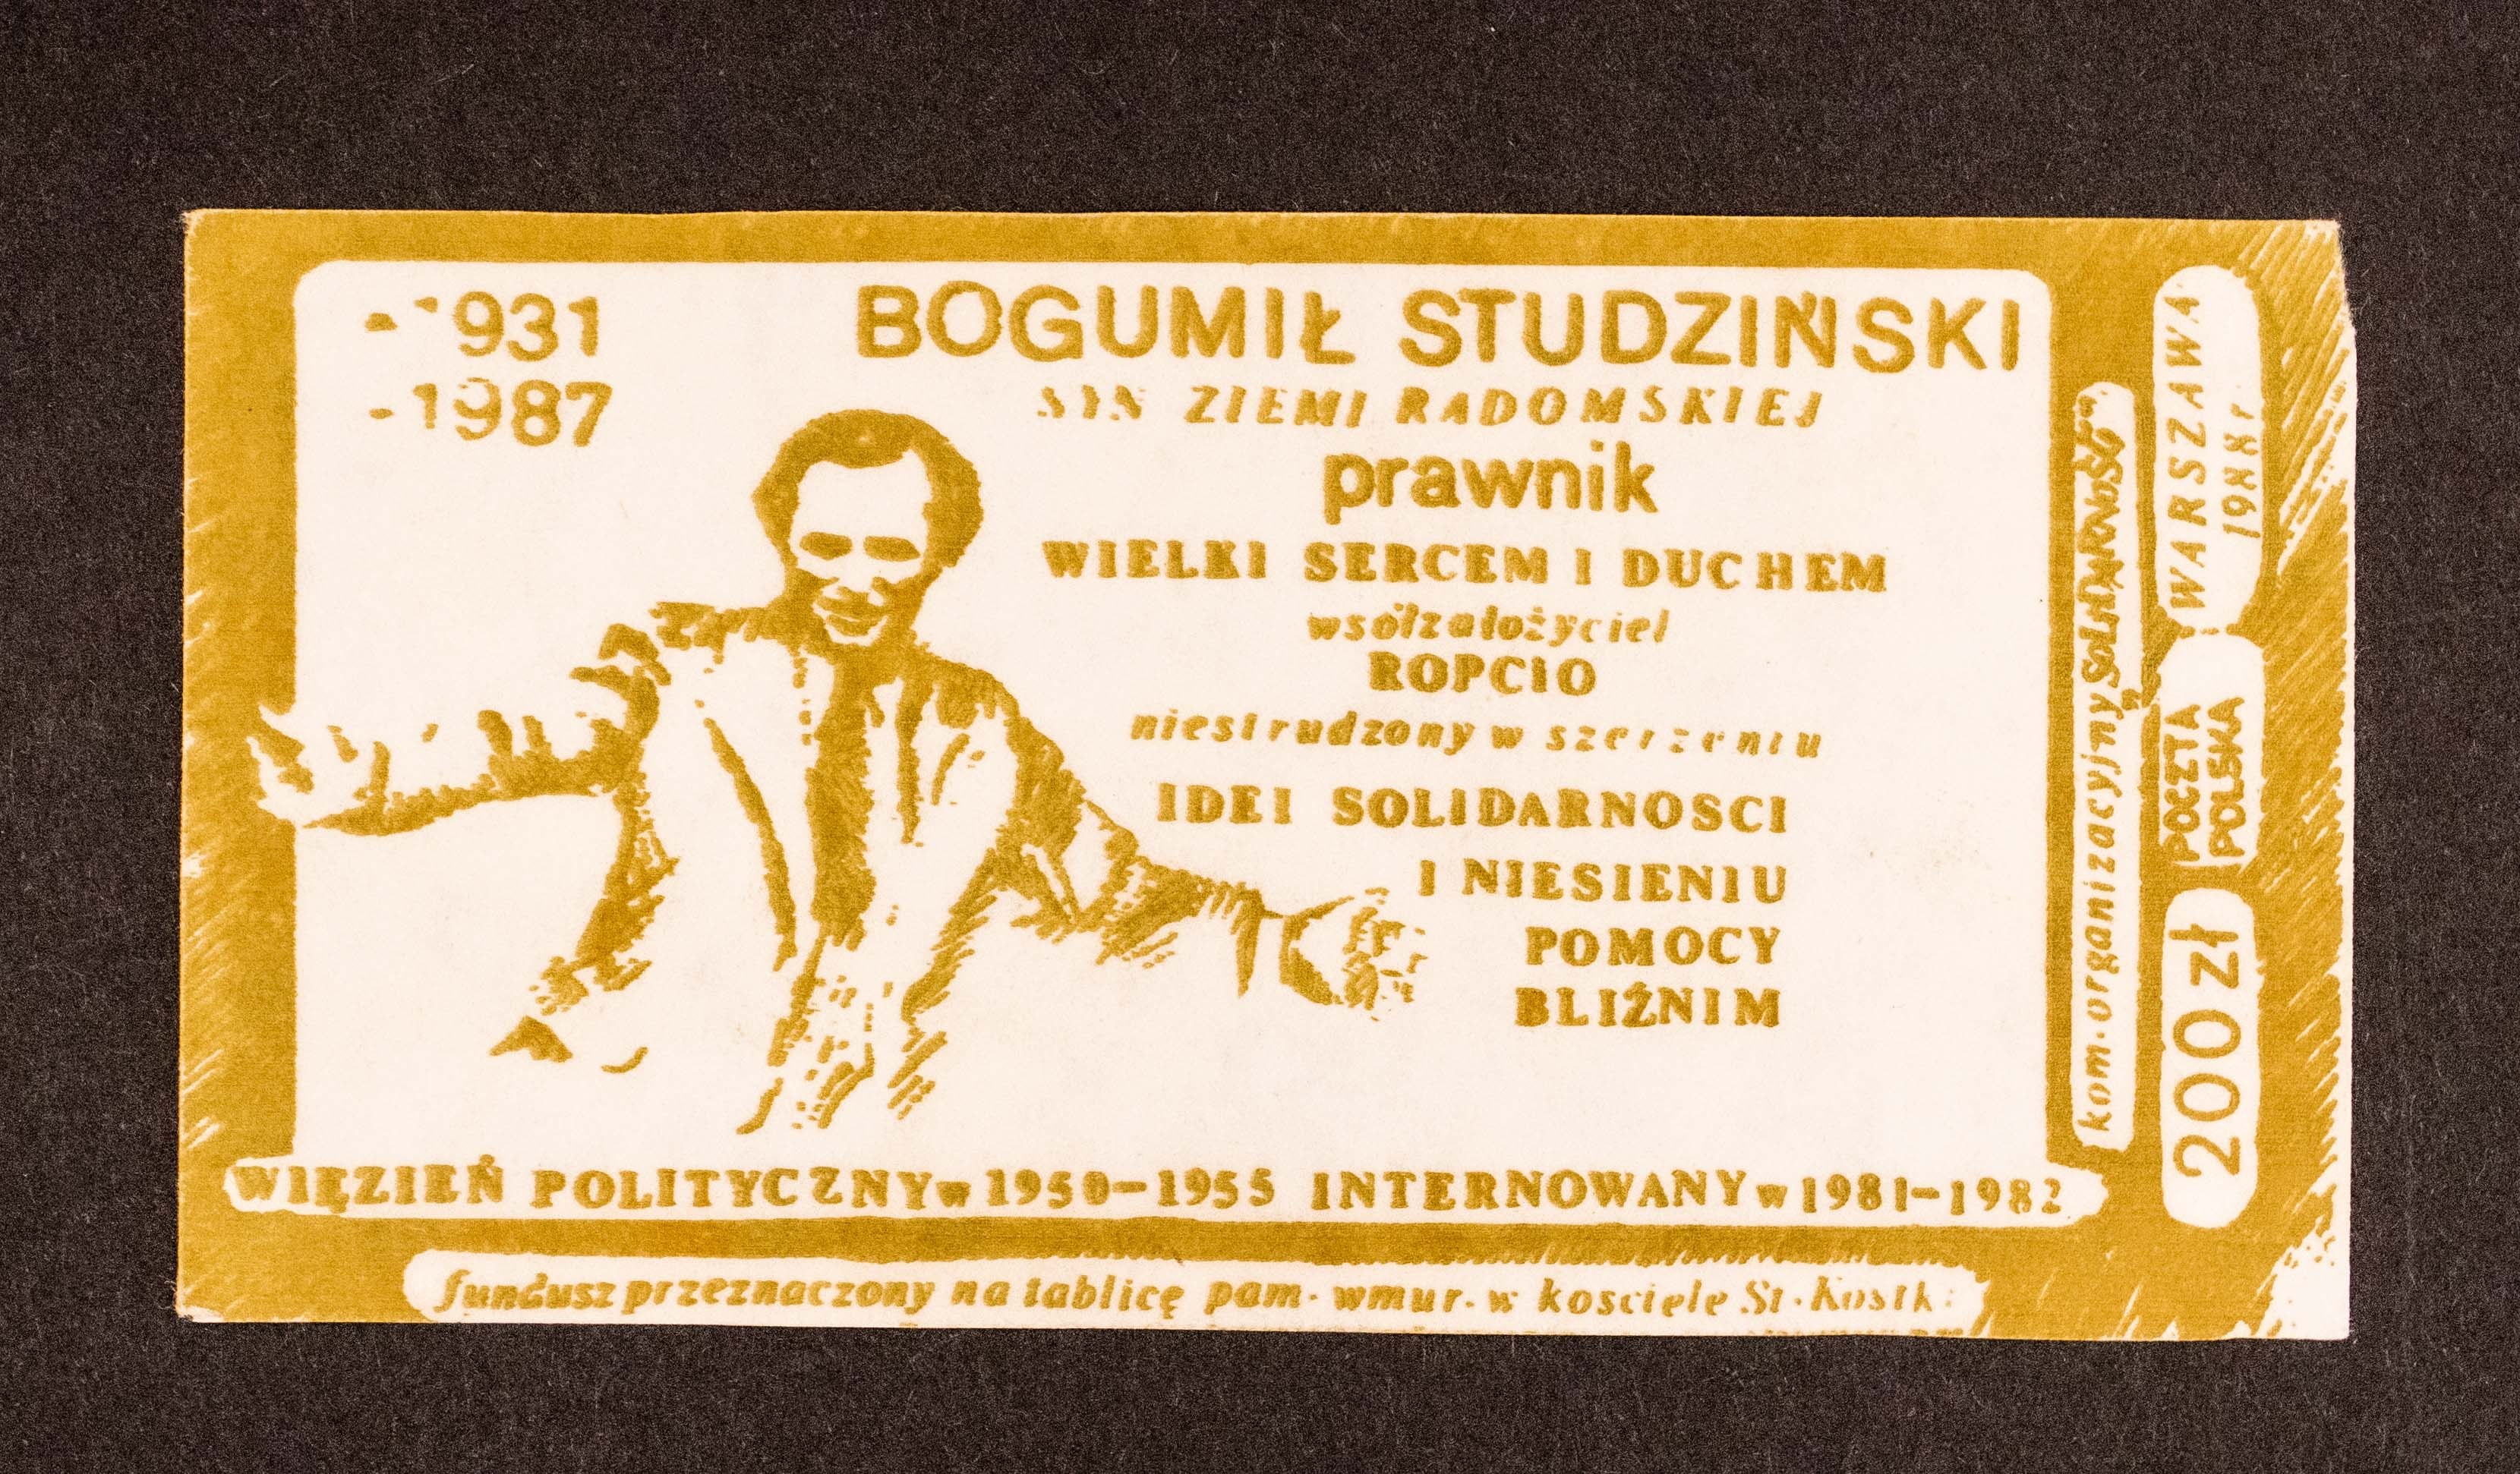 -1931
-1987
BOGUMIŁ STUDZIŃSKI
SYN ZIEMI RADOMSKIEJ
prawnik
WIELKI SERCEM I DUCHEM
wsółzałożyciel
ROPCiO
niestrudzony w szerzeniu
IDEI SOLIDARNOSCI
I NIESIENIU
POMOCY
BLIŹNIM
WIĘZIEŃ POLITYCZNY w 1950-1955 INTERNOWANY w 1981-1982
fundusz przeznaczony na tablicę pam. wmur. w kosciele St. Kostk.
kom. organizacyjny „SOLIDARNOŚĆ”
WARSZAWA
1988 r
POCZTA
POLSKA
200 zł